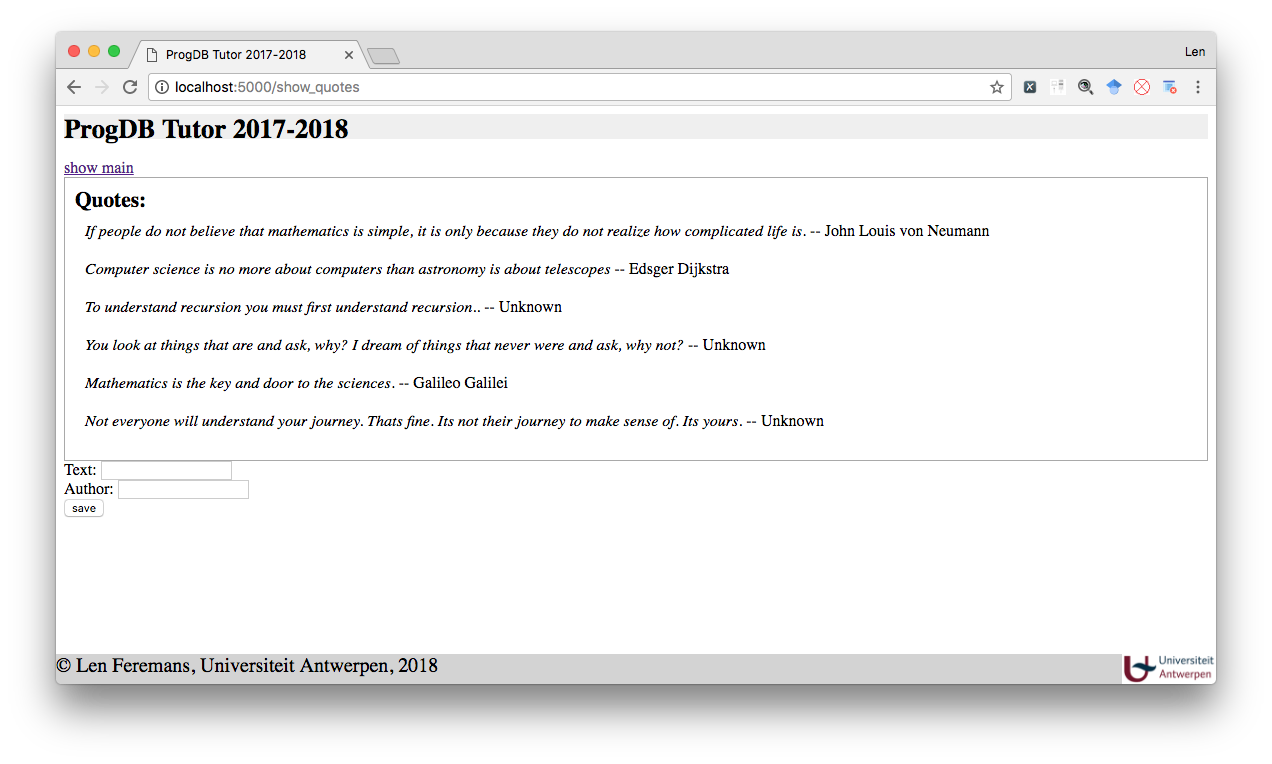 ProgDB Tutor 2017-2018
Len
localhost:5000/show_quotes
ProgDB Tutor 2017-2018
show main
Quotes:
If people do not believe that mathematics is simple, it is only because they do not realize how complicated life is. -- John Louis von Neumann
Computer science is no more about computers than astronomy is about telescopes -- Edsger Dijkstra
To understand recursion you must first understand recursion.. -- Unknown
You look at things that are and ask, why? I dream of things that never were and ask, why not? -- Unknown
Mathematics is the key and door to the sciences. -- Galileo Galilei
Not everyone will understand your journey. Thats fine. Its not their journey to make sense of. Its yours. -- Unknown
Text:
Author:
save
© Len Feremans, Universiteit Antwerpen, 2018
Universiteit
Antwerpen